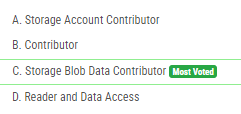 A. Storage Account Contributor
B. Contributor
C. Storage Blob Data Contributor Most Voted
D. Reader and Data Access